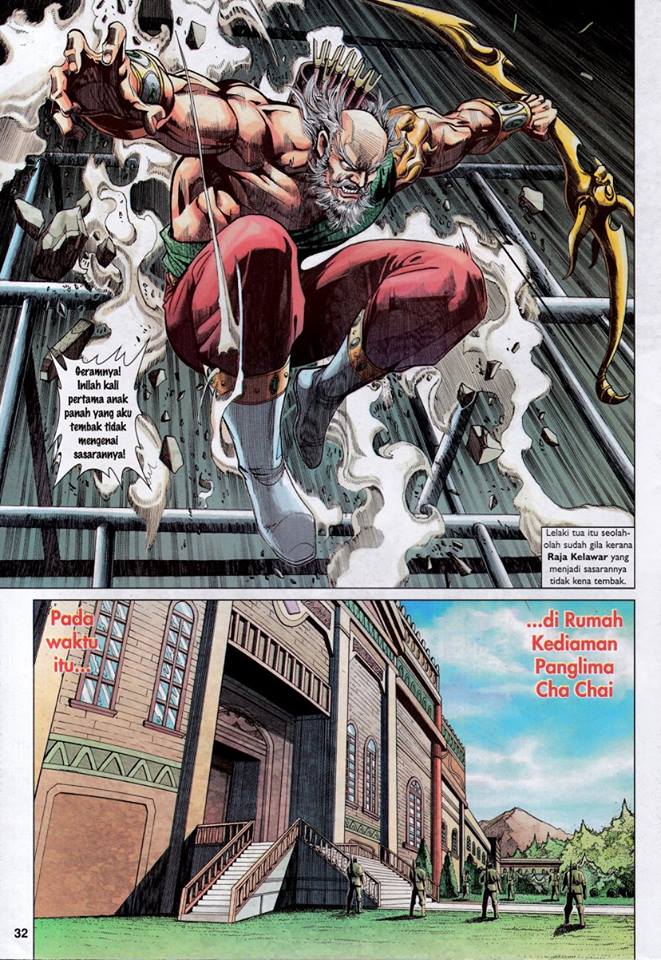 Geramnya!
Inilah kali
pertama anak
panah yang aku
tembak tidak
mengenai
sasarannya!
Lelaki tua itu seolah-
olah sudah gila kerana
Raja Kelawar yang
menjadi sasarannya
tidak kena tembak.
Pada
waktu
itu...
...di Rumah
Kediaman
Panglima
Cha Chai
32